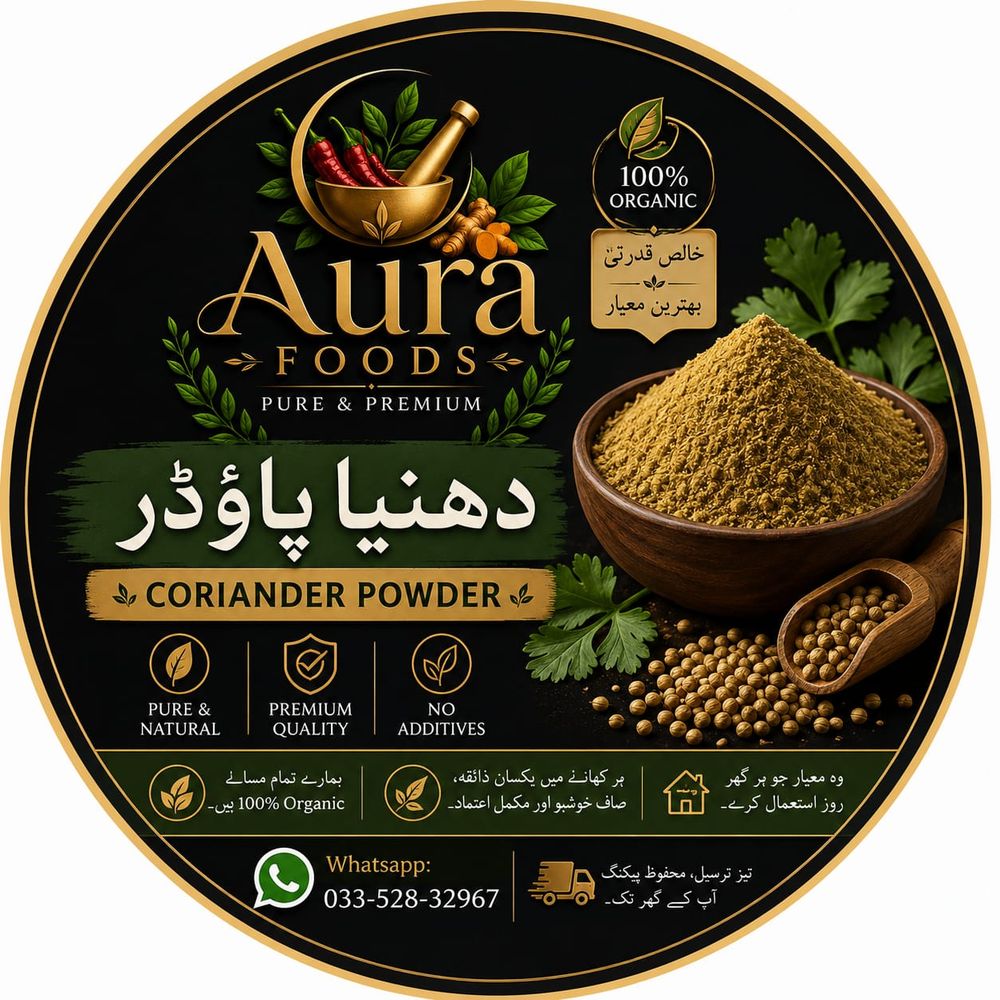 Aura
FOODS
PURE & PREMIUM
100%
ORGANIC
خالص قدرتی
بہترین معیار
دھنیا پاؤڈر
CORIANDER POWDER
PURE &
NATURAL
PREMIUM
QUALITY
NO
ADDITIVES
ہمارے تمام مسالے
100% Organic ہیں۔
ہر کھانے میں یکساں ذائقہ،
صاف خوشبو اور مکمل اعتماد۔
وہ معیار جو ہر گھر
روز استعمال کرے۔
Whatsapp:
033-528-32967
تیز ترسیل، محفوظ پیکنگ
آپ کے گھر تک۔